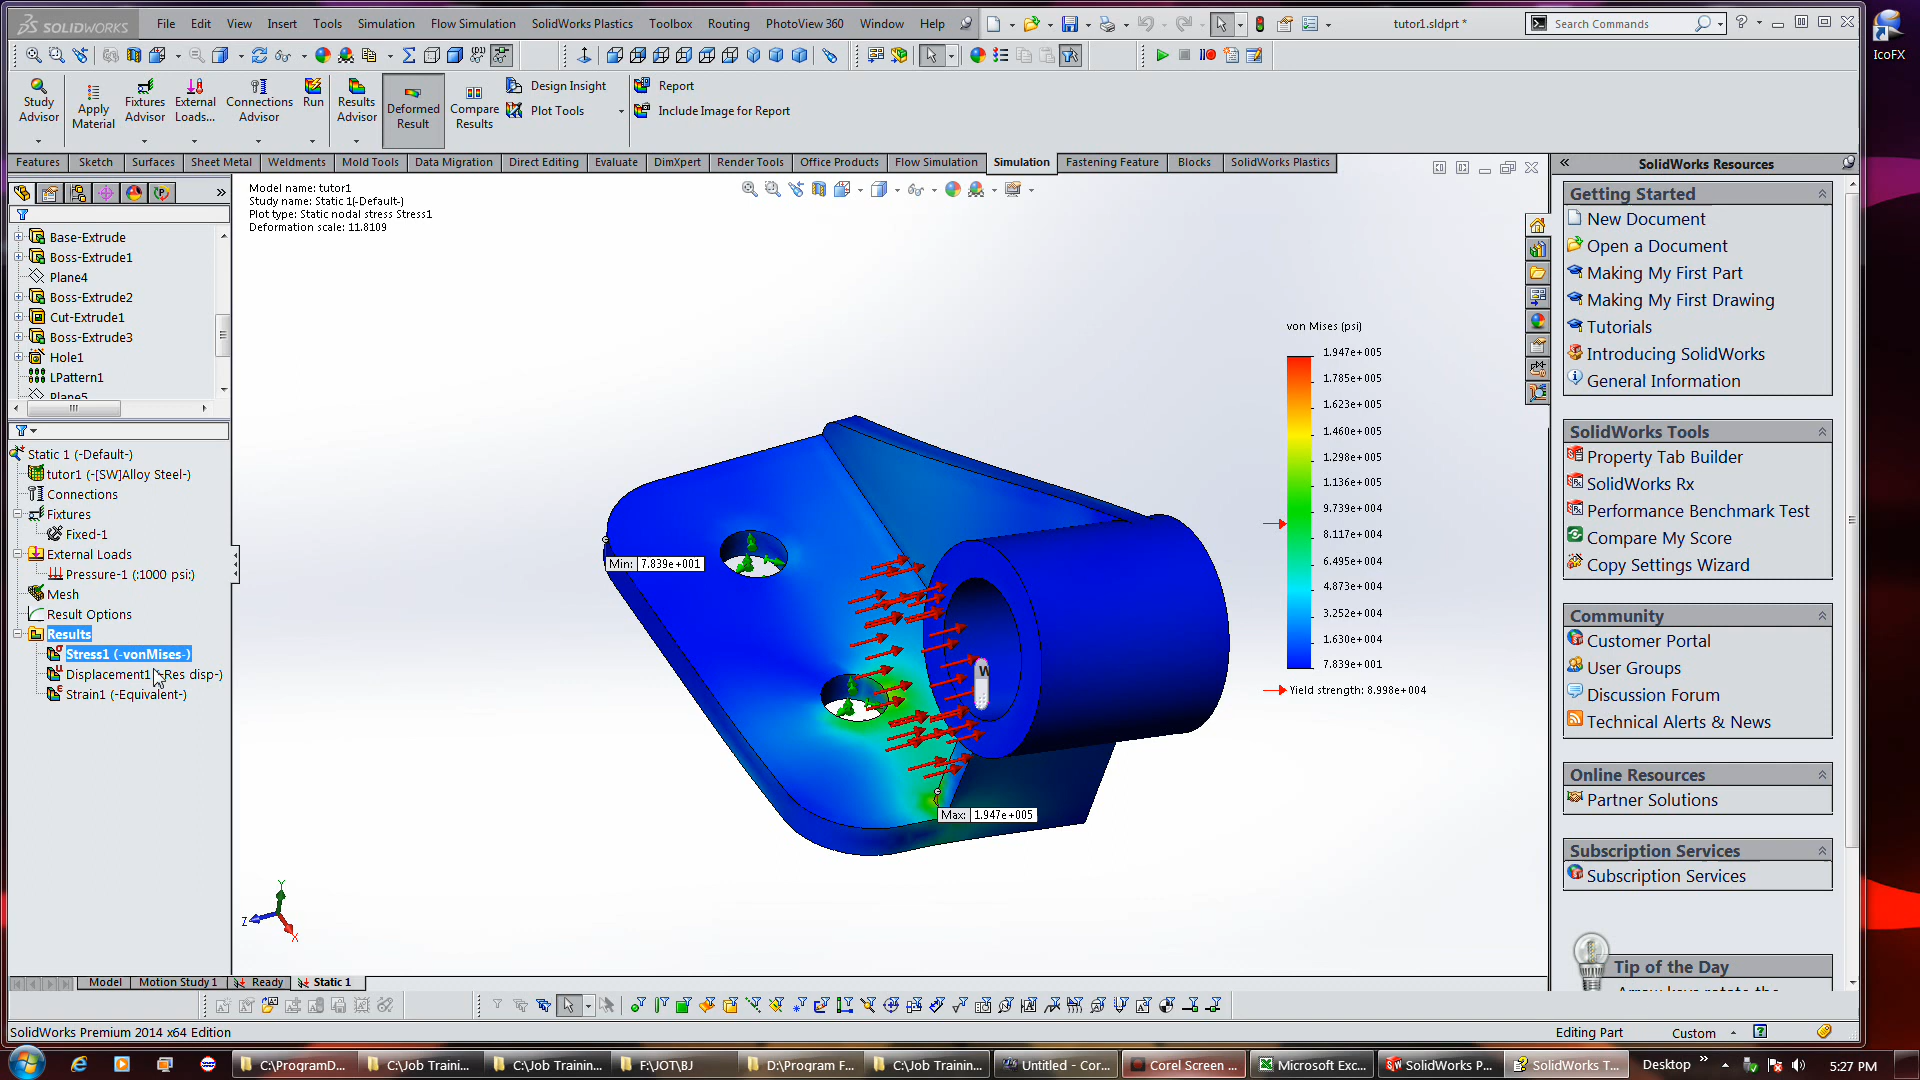 SOLIDWORKS
File Edit View Insert Tools Simulation Flow Simulation SolidWorks Plastics Toolbox Routing PhotoView 360 Window Help
tutor1.sldprt *
Search Commands
IcoFX
Study Advisor
Apply Material
Fixtures Advisor
External Loads...
Connections Advisor
Run
Results Advisor
Deformed Result
Compare Results
Design Insight
Plot Tools
Report
Include Image for Report
Features Sketch Surfaces Sheet Metal Weldments Mold Tools Data Migration Direct Editing Evaluate DimXpert Render Tools Office Products Flow Simulation Simulation Fastening Feature Blocks SolidWorks Plastics
Base-Extrude
Boss-Extrude1
Plane4
Boss-Extrude2
Cut-Extrude1
Boss-Extrude3
Hole1
LPattern1
Plane5
Static 1 (-Default-)
tutor1 (-[SW]Alloy Steel-)
Connections
Fixtures
Fixed-1
External Loads
Pressure-1 (:1000 psi:)
Mesh
Result Options
Results
Stress1 (-vonMises-)
Displacement1 (-Res disp-)
Strain1 (-Equivalent-)
Model name: tutor1
Study name: Static 1(-Default-)
Plot type: Static nodal stress Stress1
Deformation scale: 11.8109
Min: 7.839e+001
Max: 1.947e+005
W
von Mises (psi)
1.947e+005
1.785e+005
1.623e+005
1.460e+005
1.298e+005
1.136e+005
9.739e+004
8.117e+004
6.495e+004
4.873e+004
3.252e+004
1.630e+004
7.839e+001
Yield strength: 8.998e+004
Y
Z
X
SolidWorks Resources
Getting Started
New Document
Open a Document
Making My First Part
Making My First Drawing
Tutorials
Introducing SolidWorks
General Information
SolidWorks Tools
Property Tab Builder
SolidWorks Rx
Performance Benchmark Test
Compare My Score
Copy Settings Wizard
Community
Customer Portal
User Groups
Discussion Forum
Technical Alerts & News
Online Resources
Partner Solutions
Subscription Services
Subscription Services
Tip of the Day
Model Motion Study 1 Ready Static 1
SolidWorks Premium 2014 x64 Edition
Editing Part
Custom
C:\ProgramD... C:\Job Traini... C:\Job Trainin... F:\JOT\BJ D:\Program F... C:\Job Trainin... Untitled - Cor... Corel Screen ... Microsoft Exc... SolidWorks P... SolidWorks T... Desktop 5:27 PM